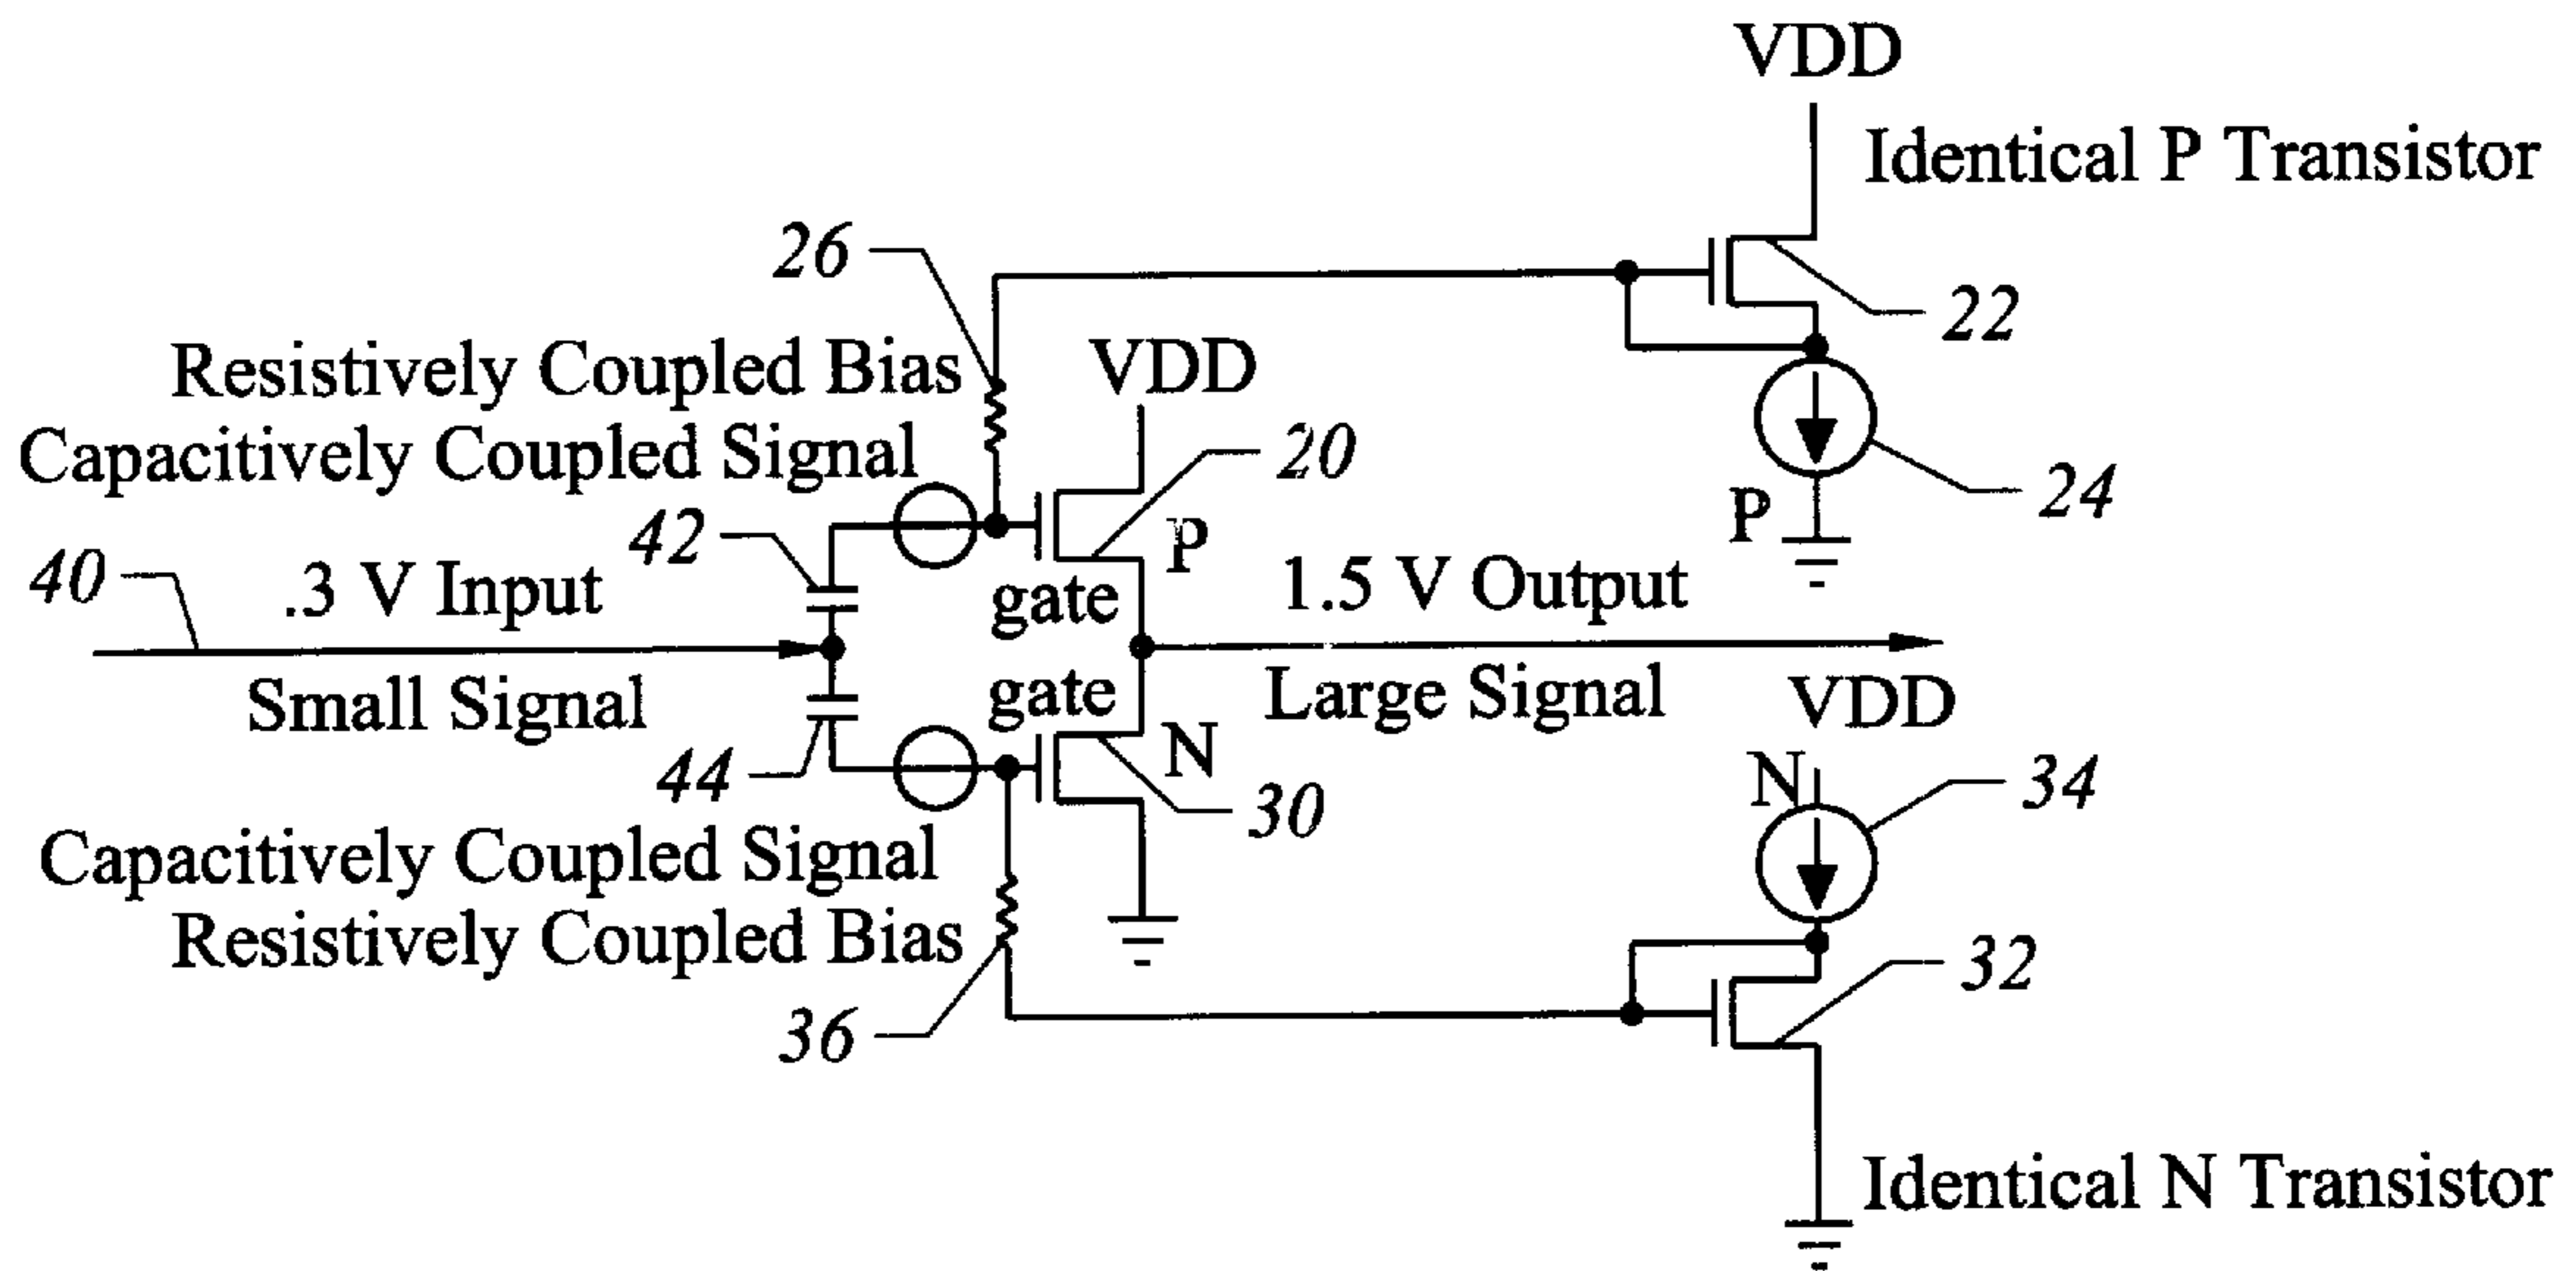 VDD
Identical P Transistor
26
22
Resistively Coupled Bias
VDD
Capacitively Coupled Signal
20
24
42
P
P
40
.3 V Input
gate
1.5 V Output
Small Signal
gate
Large Signal
VDD
44
N
N
34
30
Capacitively Coupled Signal
Resistively Coupled Bias
32
36
Identical N Transistor